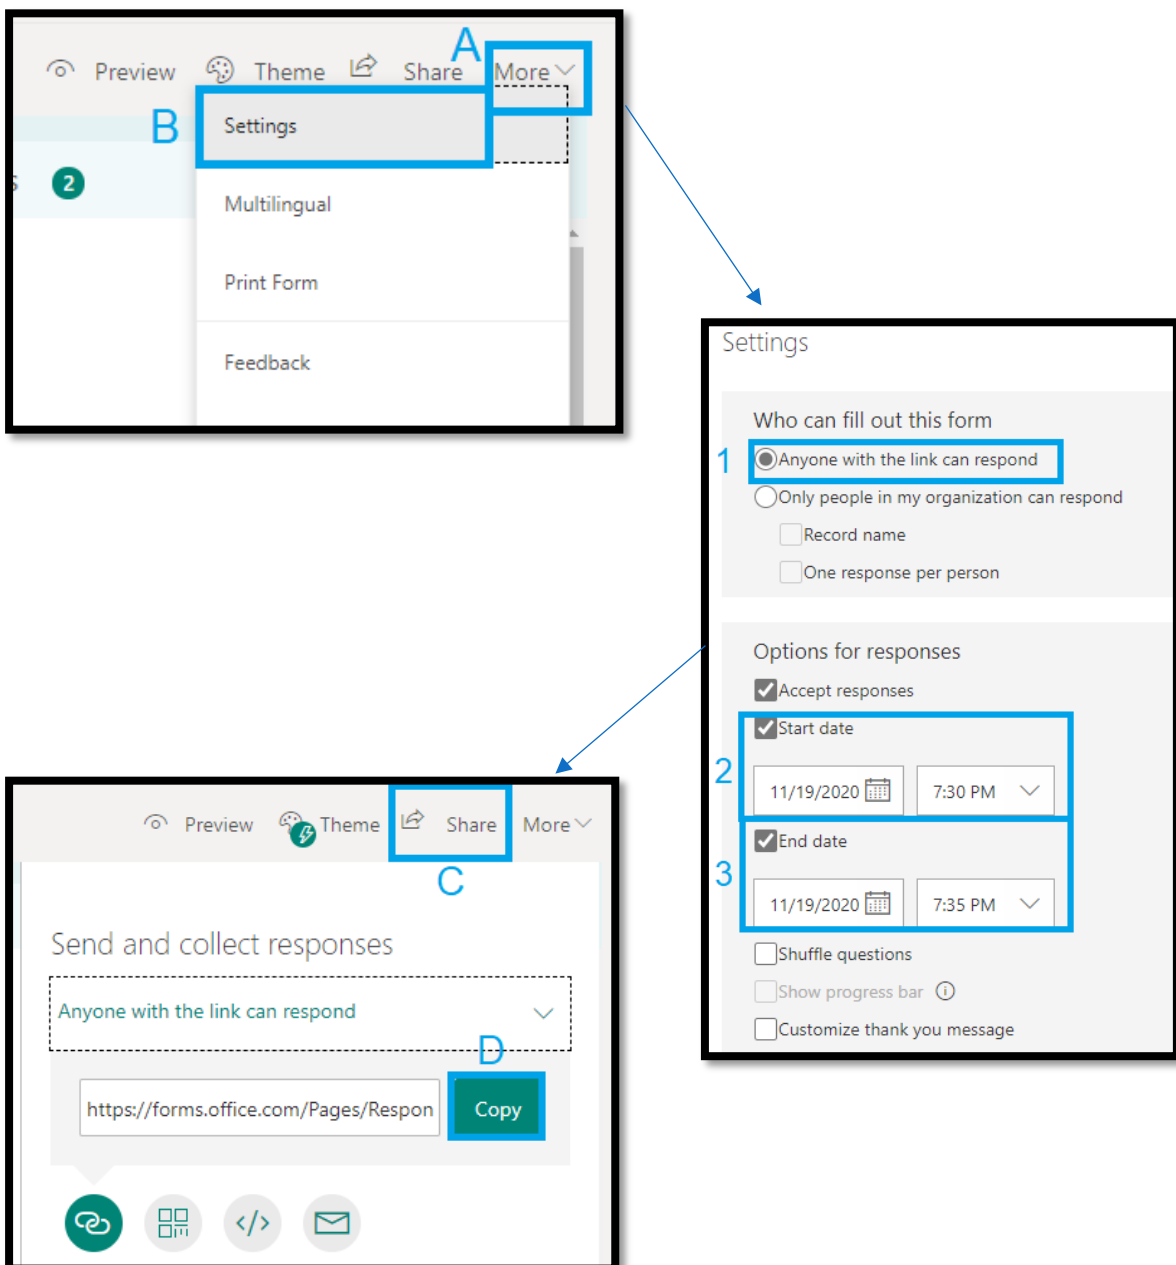 A
Preview Theme Share More
B
Settings
s 2
Multilingual
Print Form
Feedback
Settings
Who can fill out this form
1 Anyone with the link can respond
Only people in my organization can respond
Record name
One response per person
Options for responses
Accept responses
Start date
2
11/19/2020 7:30 PM
End date
3
11/19/2020 7:35 PM
Shuffle questions
Show progress bar
Customize thank you message
Preview Theme Share More
C
Send and collect responses
Anyone with the link can respond
D
https://forms.office.com/Pages/Respon Copy